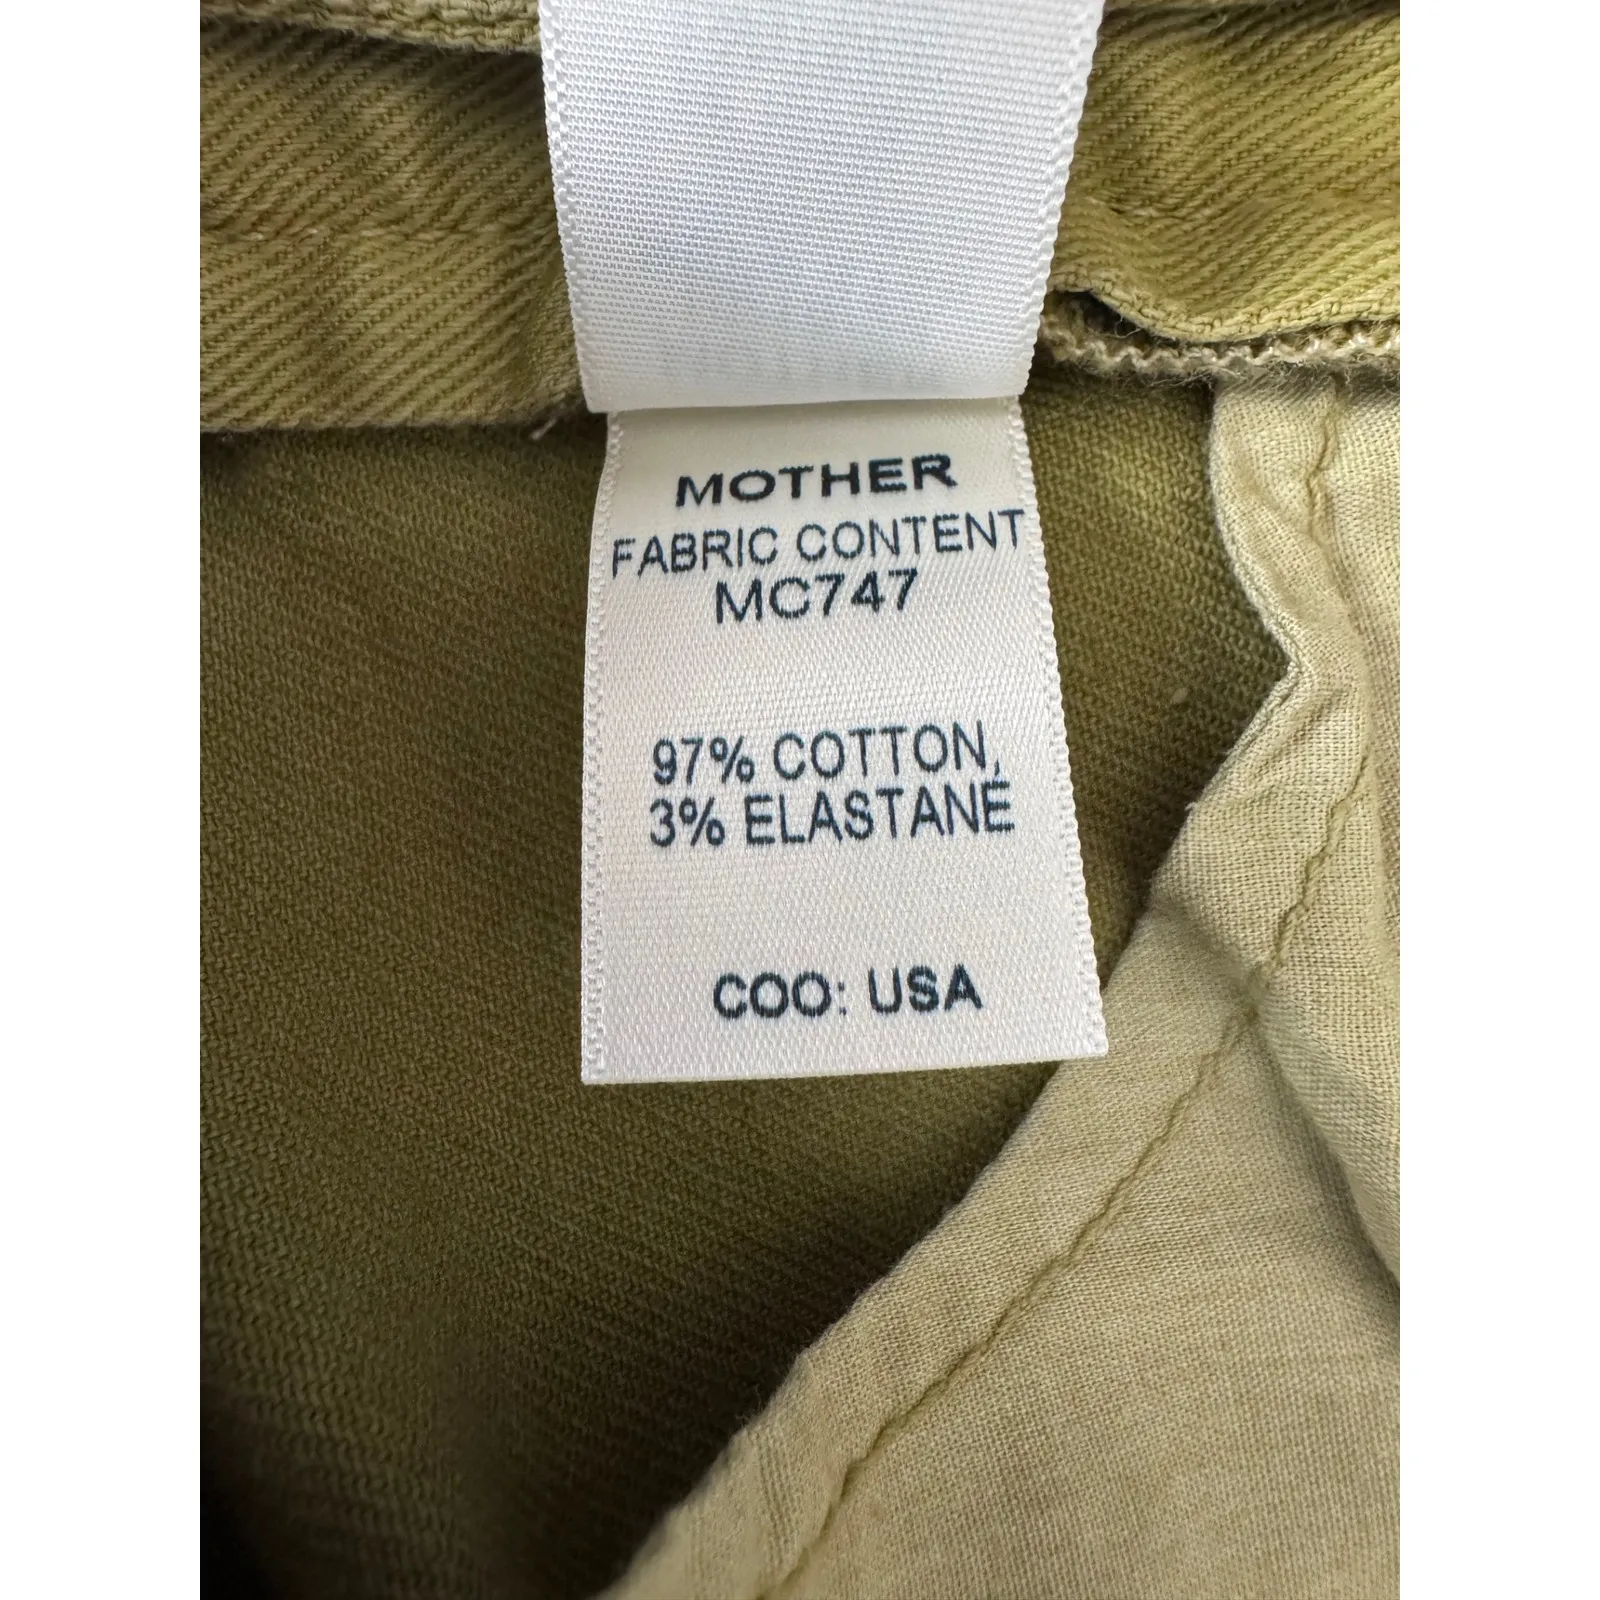 MOTHER
FABRIC CONTENT
MC747
97% COTTON,
3% ELASTANE
COO: USA